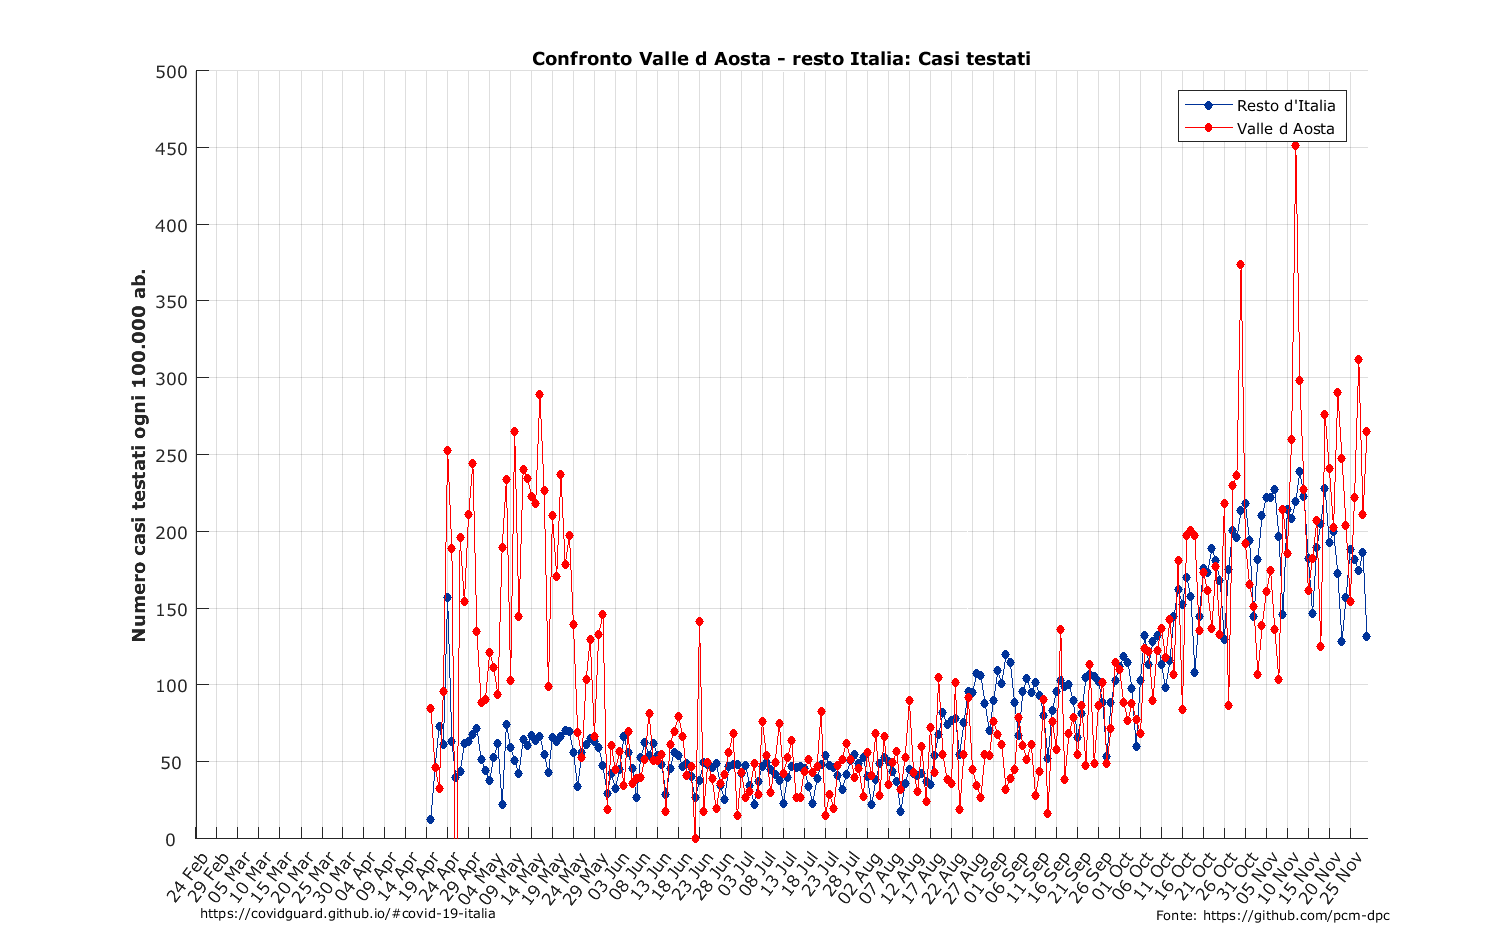 Confronto Valle d Aosta - resto Italia: Casi testati
Resto d'Italia
Valle d Aosta
Numero casi testati ogni 100.000 ab.
500
450
400
350
300
250
200
150
100
50
0
24 Feb
29 Feb
05 Mar
10 Mar
15 Mar
20 Mar
25 Mar
30 Mar
04 Apr
09 Apr
14 Apr
19 Apr
24 Apr
29 Apr
04 May
09 May
14 May
19 May
24 May
29 May
03 Jun
08 Jun
13 Jun
18 Jun
23 Jun
28 Jun
03 Jul
08 Jul
13 Jul
18 Jul
23 Jul
28 Jul
02 Aug
07 Aug
12 Aug
17 Aug
22 Aug
27 Aug
01 Sep
06 Sep
11 Sep
16 Sep
21 Sep
26 Sep
01 Oct
06 Oct
11 Oct
16 Oct
21 Oct
26 Oct
31 Oct
05 Nov
10 Nov
15 Nov
20 Nov
25 Nov
https://covidguard.github.io/#covid-19-italia
Fonte: https://github.com/pcm-dpc